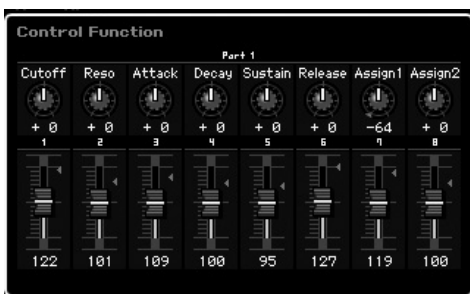 Control Function
Part 1
Cutoff Reso Attack Decay Sustain Release Assign1 Assign2
+ 0 + 0 + 0 + 0 + 0 + 0 -64 + 0
1 2 3 4 5 6 7 8
122 101 109 100 95 127 119 100